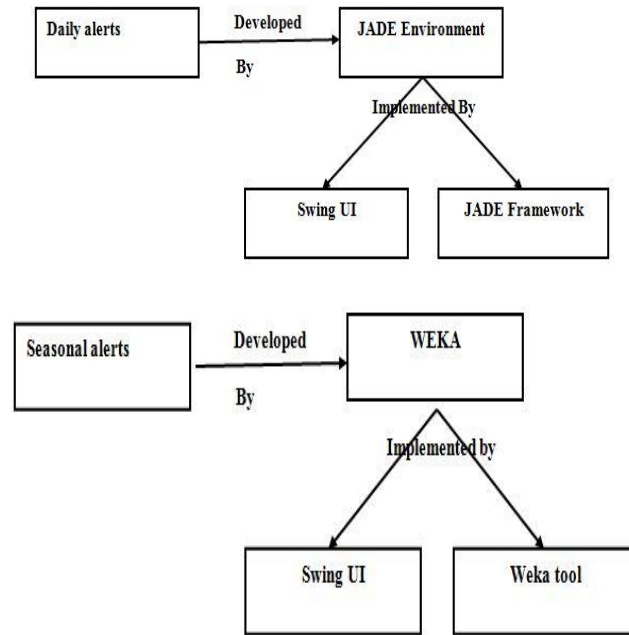 Daily alerts
Developed
By
JADE Environment
Implemented By
Swing UI
JADE Framework
Seasonal alerts
Developed
By
WEKA
Implemented by
Swing UI
Weka tool